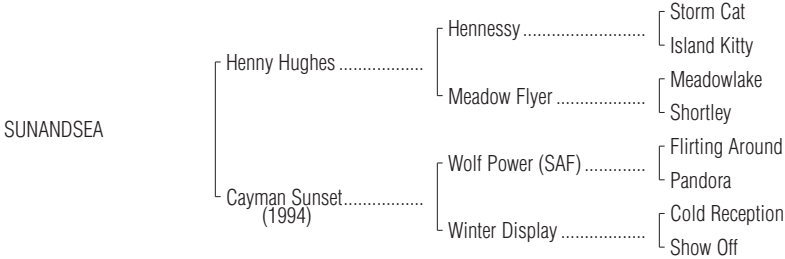 Storm Cat
Hennessy ..........................
Island Kitty
Henny Hughes ..................
Meadowlake
Meadow Flyer ...................
Shortley
SUNANDSEA
Flirting Around
Wolf Power (SAF) .............
Pandora
Cayman Sunset.................
(1994)
Cold Reception
Winter Display ..................
Show Off